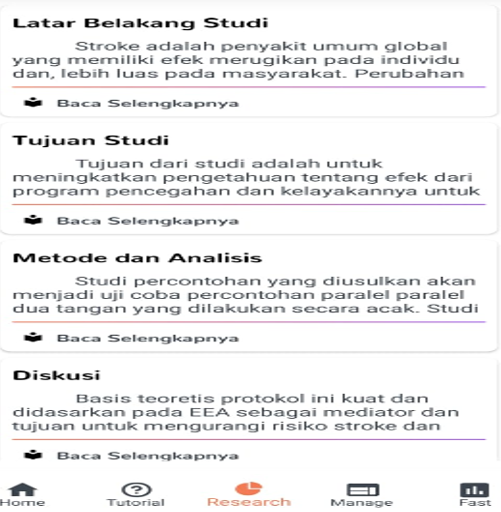 Latar Belakang Studi
Stroke adalah penyakit umum global
yang memiliki efek merugikan pada individu
dan, lebih luas pada masyarakat. Perubahan
Baca Selengkapnya
Tujuan Studi
Tujuan dari studi adalah untuk
meningkatkan pengetahuan tentang efek dari
program pencegahan dan kelayakannya untuk
Baca Selengkapnya
Metode dan Analisis
Studi percontohan yang diusulkan akan
menjadi uji coba percontohan paralel paralel
dua tangan yang dilakukan secara acak. Studi
Baca Selengkapnya
Diskusi
Basis teoretis protokol ini kuat dan
didasarkan pada EEA sebagai mediator dan
tujuan untuk mengurangi risiko stroke dan
Baca Selengkapnya
Home Tutorial Research Manage Fast